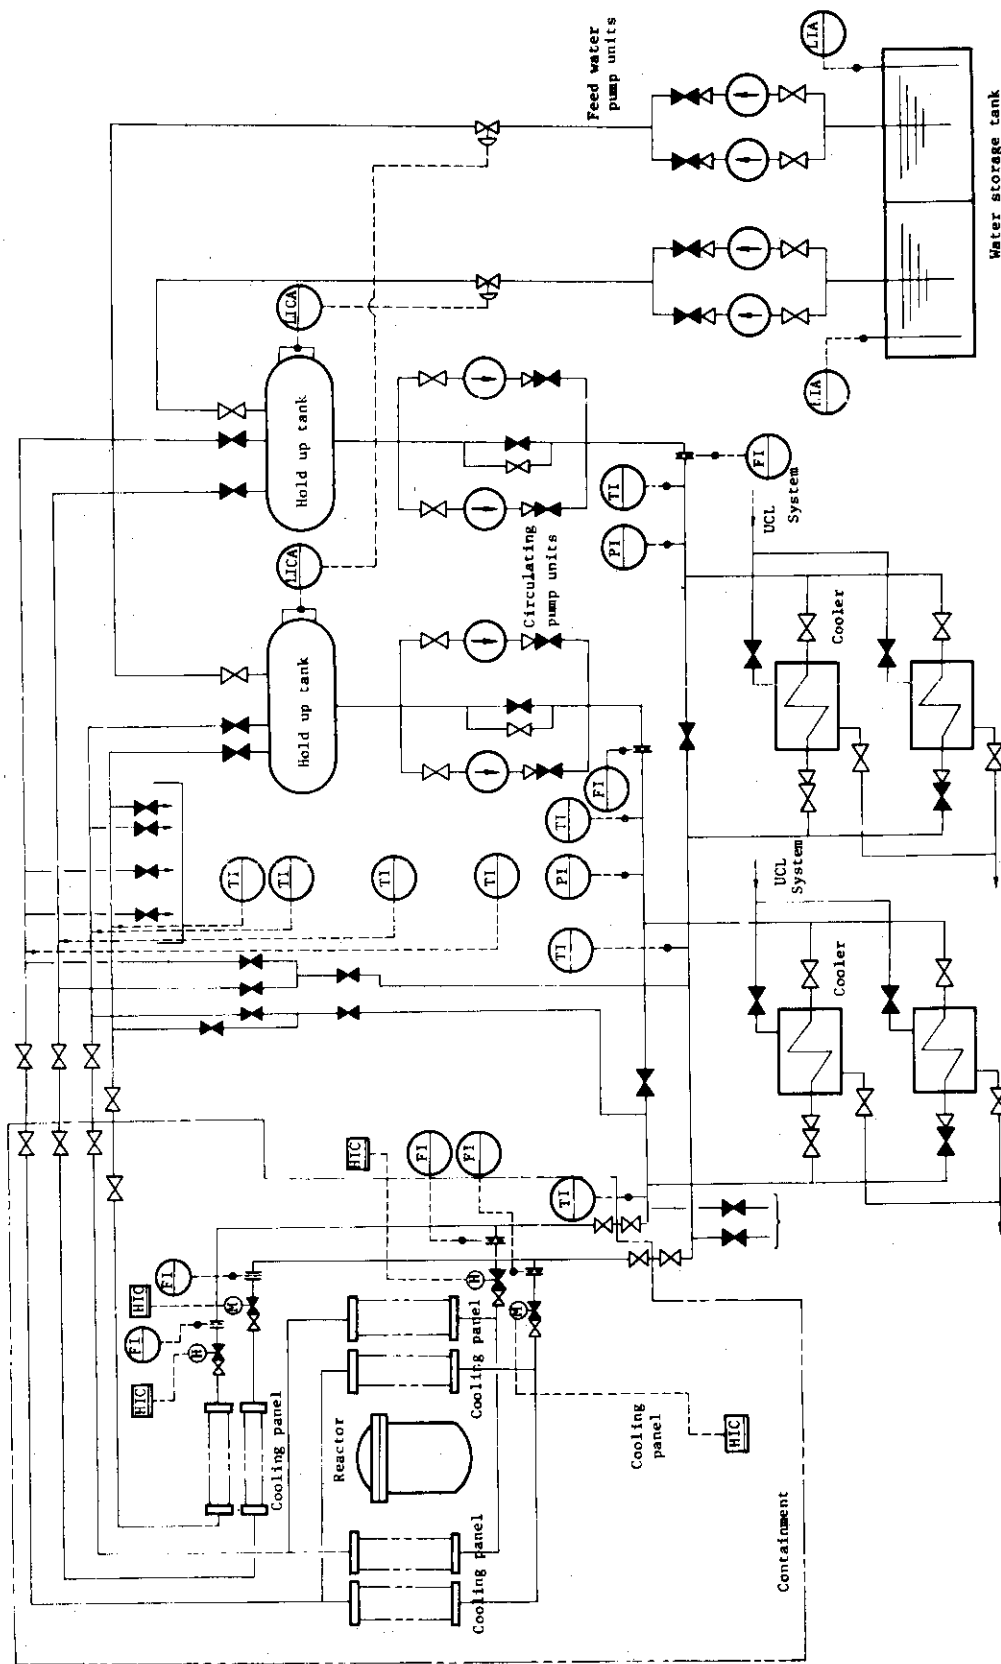 LIA
Feed water
pump units
Water storage tank
LIA
LICA
Hold up tank
LICA
Hold up tank
Circulating
pump units
TI
PI
FI
UCL
System
Cooler
FI
TI
PI
TI
TI
TI
TI
TI
UCL
System
Cooler
HIC
FI
FI
TI
FI
HIC
M
FI
HIC
H
H
M
Cooling panel
Cooling panel
Reactor
Cooling
panel
HIC
Cooling panel
Cooling panel
Containment